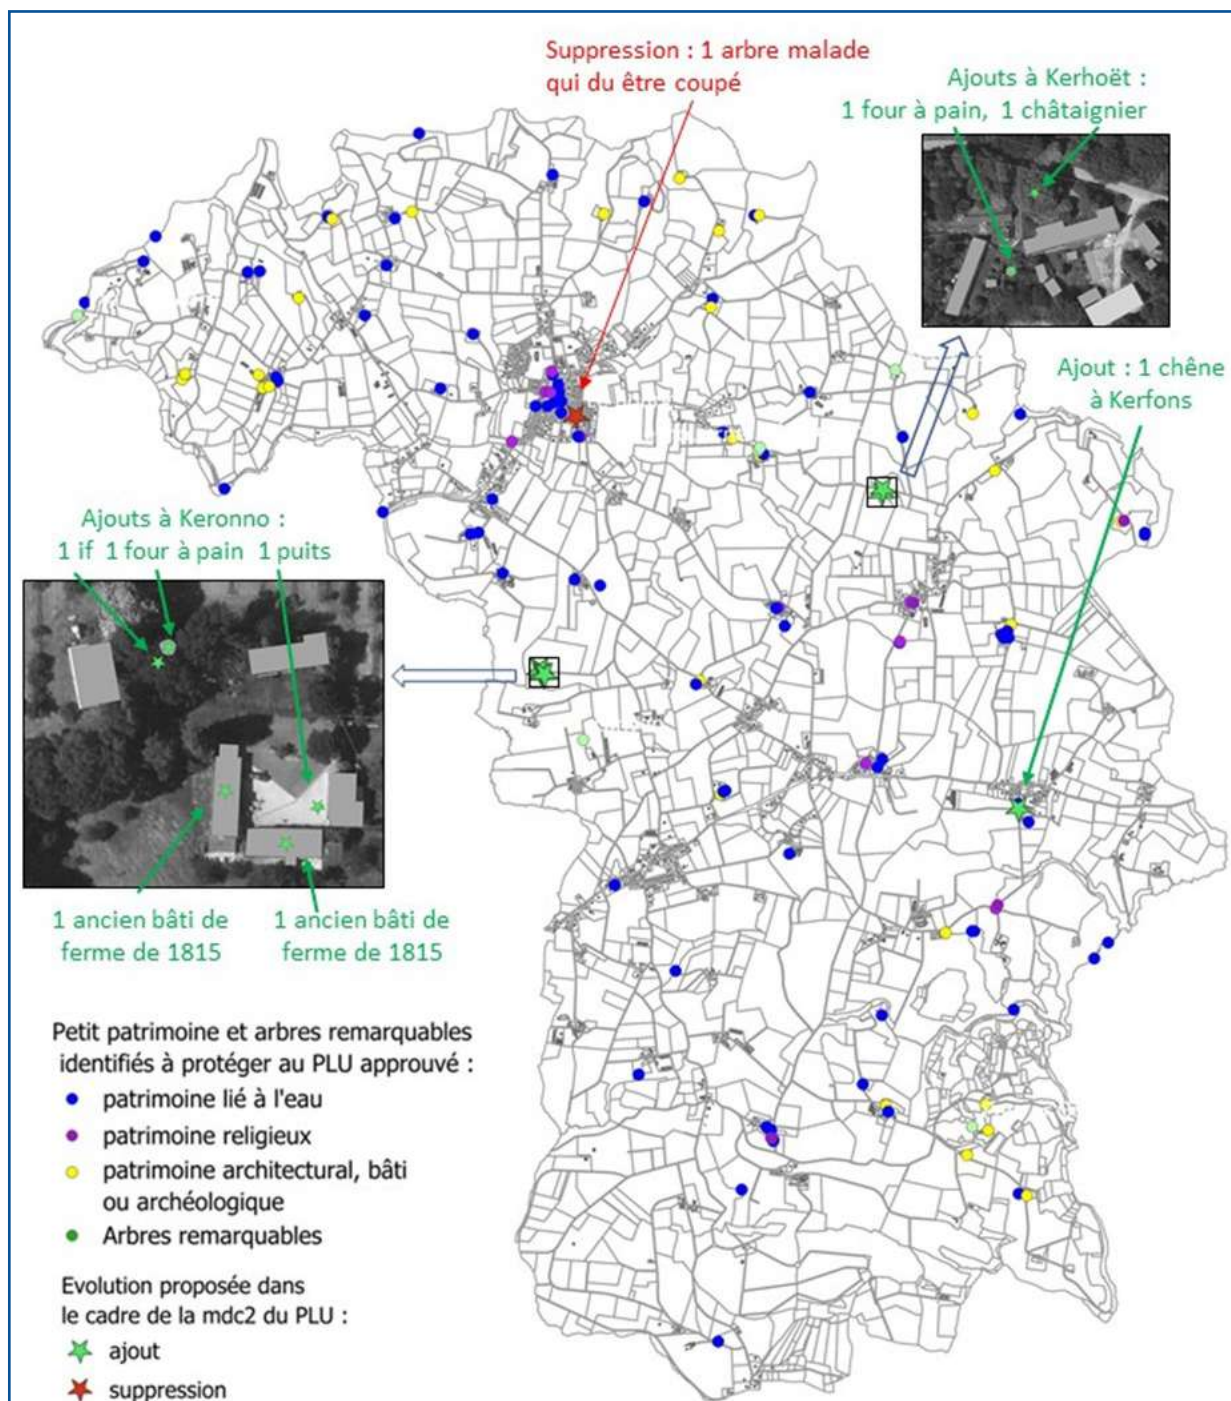 Suppression : 1 arbre malade
qui du être coupé
Ajouts à Kerhoët :
1 four à pain, 1 châtaignier
Ajout : 1 chêne
à Kerfons
Ajouts à Keronno :
1 if 1 four à pain 1 puits
1 ancien bâti de
ferme de 1815
1 ancien bâti de
ferme de 1815
Petit patrimoine et arbres remarquables
identifiés à protéger au PLU approuvé :
patrimoine lié à l'eau
patrimoine religieux
patrimoine architectural, bâti
ou archéologique
Arbres remarquables
Evolution proposée dans
le cadre de la mdc2 du PLU :
ajout
suppression